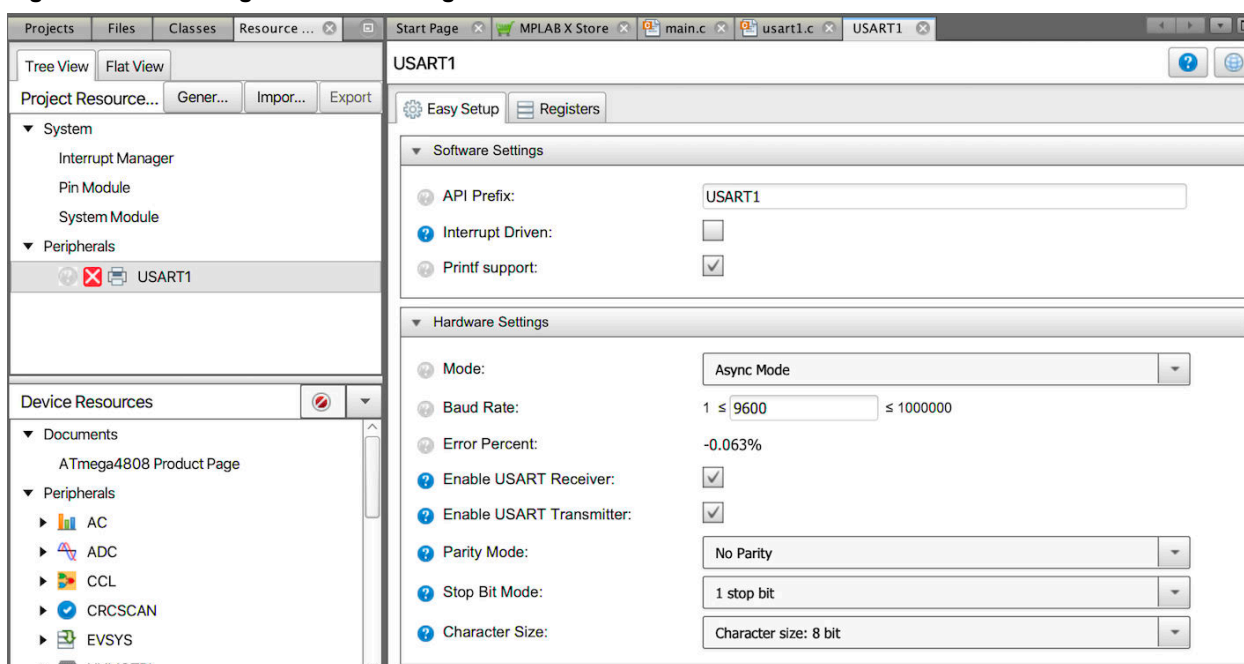 Projects Files Classes Resource ...
Tree View Flat View
Project Resource... Gener... Impor... Export
System
Interrupt Manager
Pin Module
System Module
Peripherals
USART1
Device Resources
Documents
ATmega4808 Product Page
Peripherals
AC
ADC
CCL
CRCSCAN
EVSYS
Start Page MPLAB X Store main.c usart1.c USART1
USART1
Easy Setup Registers
Software Settings
API Prefix: USART1
Interrupt Driven:
Printf support:
Hardware Settings
Mode: Async Mode
Baud Rate: 1 ≤ 9600 ≤ 1000000
Error Percent: -0.063%
Enable USART Receiver:
Enable USART Transmitter:
Parity Mode: No Parity
Stop Bit Mode: 1 stop bit
Character Size: Character size: 8 bit